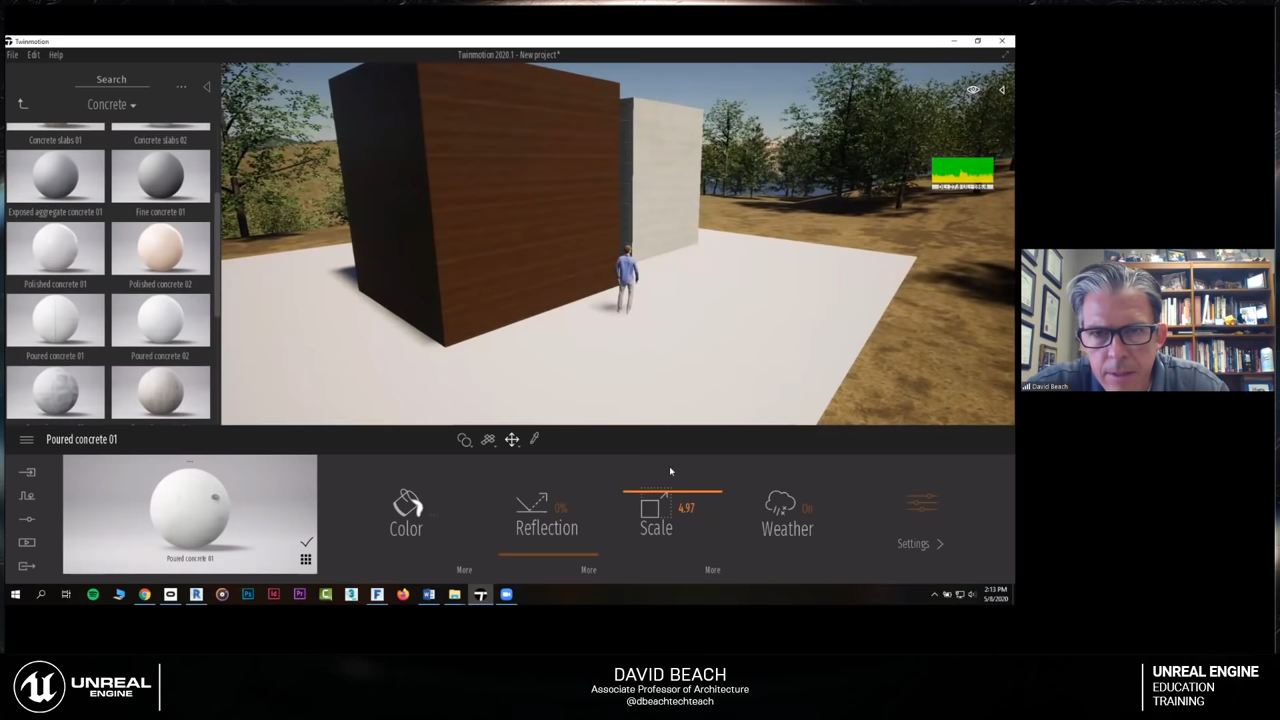 Twinmotion
File Edit Help
Twinmotion 2020.1 - New project*
Search
Concrete
Concrete slabs 01
Concrete slabs 02
Exposed aggregate concrete 01
Fine concrete 01
Polished concrete 01
Polished concrete 02
Poured concrete 01
Poured concrete 02
Poured concrete 01
Poured concrete 01
Color
More
0%
Reflection
More
4.97
Scale
More
On
Weather
Settings
2:13 PM
5/8/2020
David Beach
UNREAL
ENGINE
DAVID BEACH
Associate Professor of Architecture
@dbeachtechteach
UNREAL ENGINE
EDUCATION
TRAINING